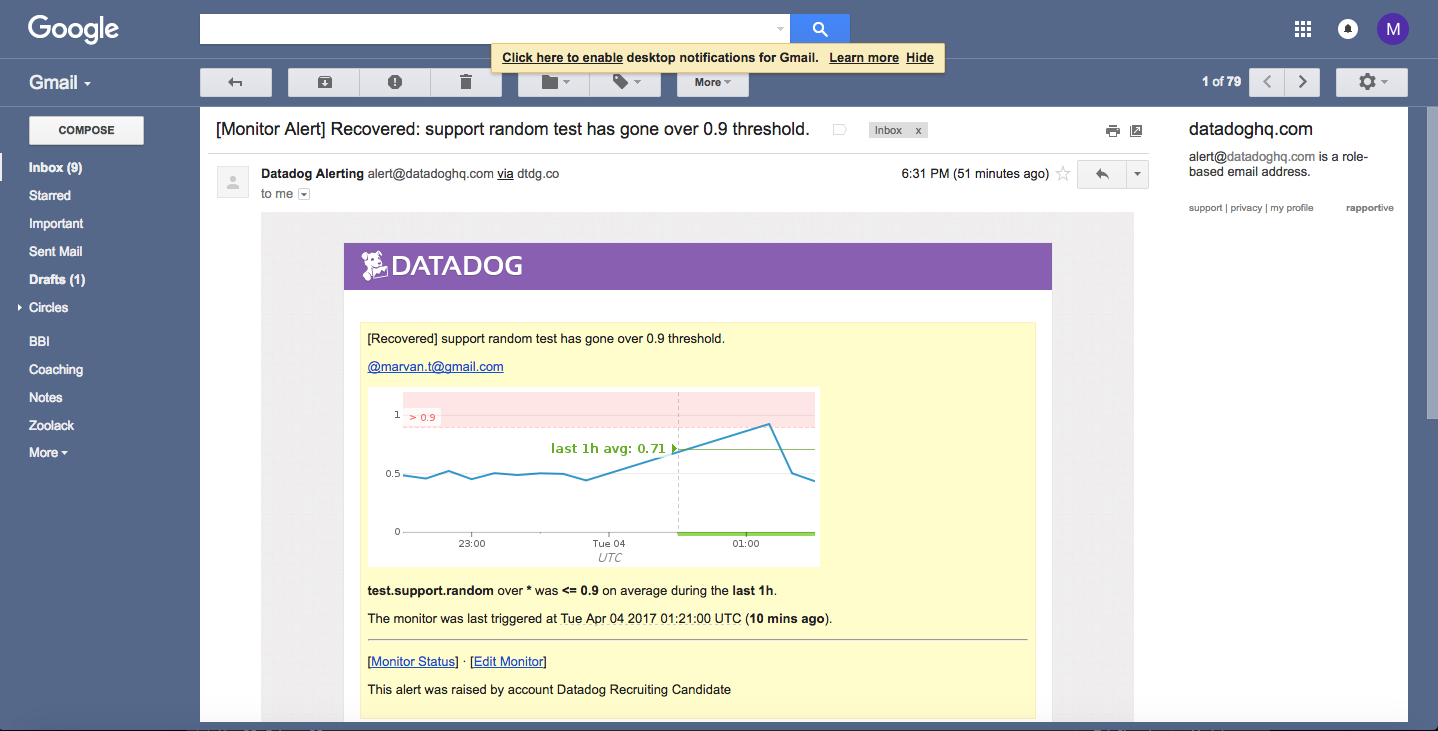 Google
Click here to enable desktop notifications for Gmail. Learn more Hide
M
Gmail
More
1 of 79
COMPOSE
Inbox (9)
Starred
Important
Sent Mail
Drafts (1)
Circles
BBI
Coaching
Notes
Zoolack
More
[Monitor Alert] Recovered: support random test has gone over 0.9 threshold.
Inbox x
Datadog Alerting alert@datadoghq.com via dtdg.co
6:31 PM (51 minutes ago)
to me
DATADOG
[Recovered] support random test has gone over 0.9 threshold.
@marvan.t@gmail.com
1
> 0.9
last 1h avg: 0.71
0.5
0
23:00
Tue 04
01:00
UTC
test.support.random over * was <= 0.9 on average during the last 1h.
The monitor was last triggered at Tue Apr 04 2017 01:21:00 UTC (10 mins ago).
[Monitor Status] · [Edit Monitor]
This alert was raised by account Datadog Recruiting Candidate
datadoghq.com
alert@datadoghq.com is a role-
based email address.
support | privacy | my profile
rapportive